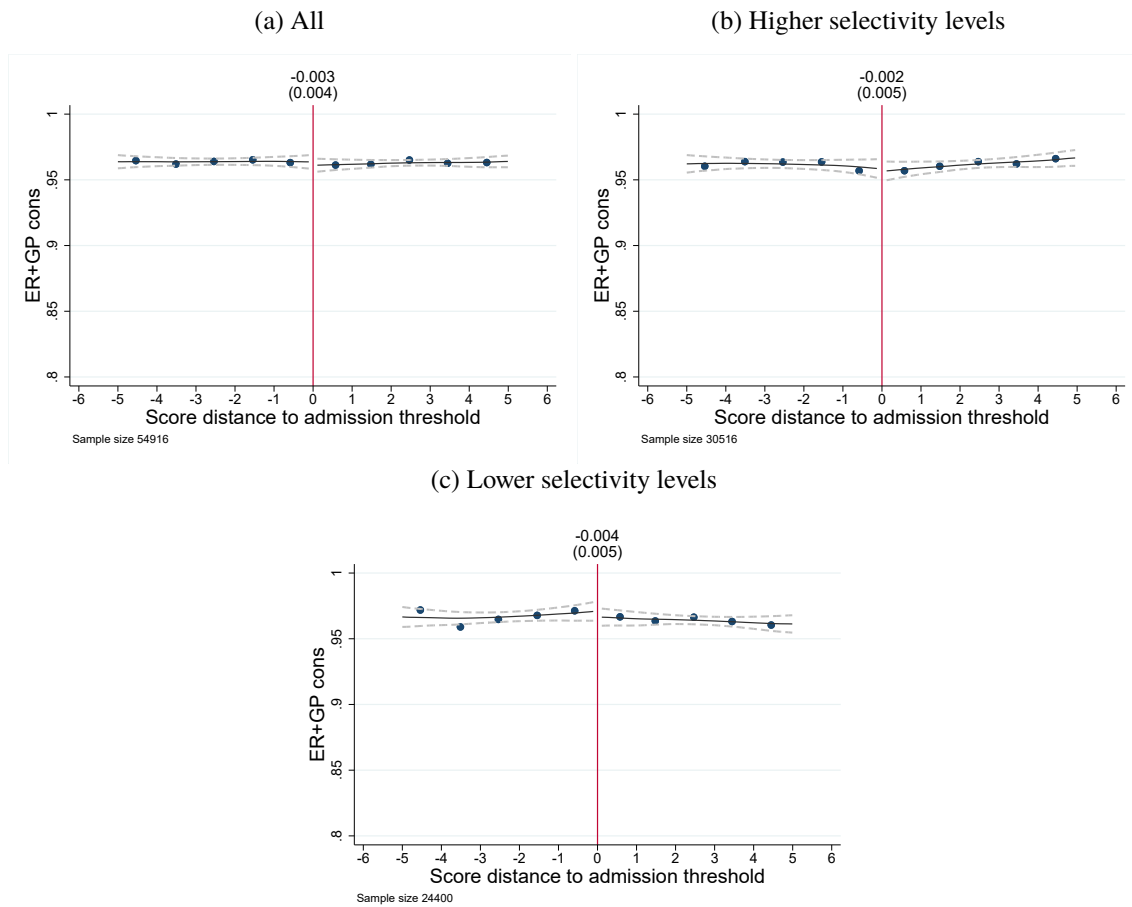 (a) All
-0.003
(0.004)
1
.95
.9
.85
.8
ER+GP cons
-6 -5 -4 -3 -2 -1 0 1 2 3 4 5 6
Score distance to admission threshold
Sample size 54916
(b) Higher selectivity levels
-0.002
(0.005)
1
.95
.9
.85
.8
ER+GP cons
-6 -5 -4 -3 -2 -1 0 1 2 3 4 5 6
Score distance to admission threshold
Sample size 30516
(c) Lower selectivity levels
-0.004
(0.005)
1
.95
.9
.85
.8
ER+GP cons
-6 -5 -4 -3 -2 -1 0 1 2 3 4 5 6
Score distance to admission threshold
Sample size 24400